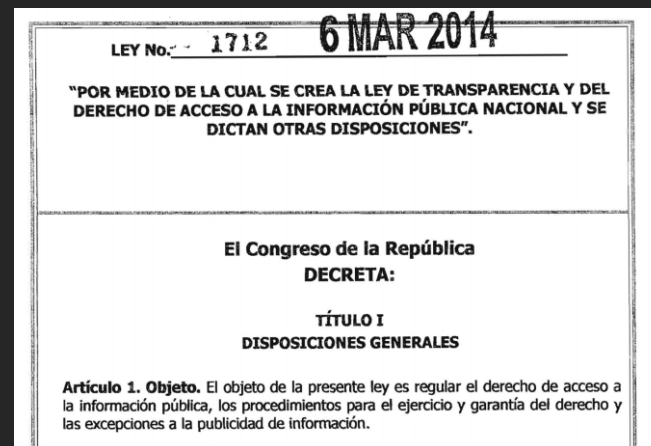 LEY No. 1712 6 MAR 2014
"POR MEDIO DE LA CUAL SE CREA LA LEY DE TRANSPARENCIA Y DEL
DERECHO DE ACCESO A LA INFORMACIÓN PÚBLICA NACIONAL Y SE
DICTAN OTRAS DISPOSICIONES".
El Congreso de la República
DECRETA:
TÍTULO I
DISPOSICIONES GENERALES
Artículo 1. Objeto. El objeto de la presente ley es regular el derecho de acceso a
la información pública, los procedimientos para el ejercicio y garantía del derecho y
las excepciones a la publicidad de información.